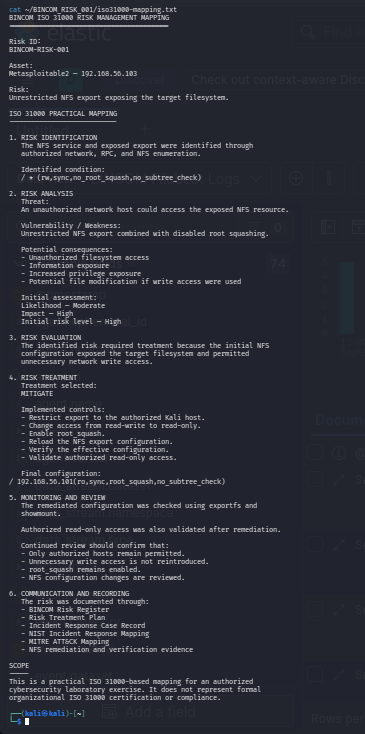 cat ~/BINCOM_RISK_001/iso31000-mapping.txt
BINCOM ISO 31000 RISK MANAGEMENT MAPPING
Risk ID:
BINCOM-RISK-001
Asset:
Metasploitable2 — 192.168.56.103
Risk:
Unrestricted NFS export exposing the target filesystem.
ISO 31000 PRACTICAL MAPPING
1. RISK IDENTIFICATION
The NFS service and exposed export were identified through
authorized network, RPC, and NFS enumeration.
Identified condition:
/ *(rw,sync,no_root_squash,no_subtree_check)
2. RISK ANALYSIS
Threat:
An unauthorized network host could access the exposed NFS resource.
Vulnerability / Weakness:
Unrestricted NFS export combined with disabled root squashing.
Potential consequences:
- Unauthorized filesystem access
- Information exposure
- Increased privilege exposure
- Potential file modification if write access were used
Initial assessment:
Likelihood — Moderate
Impact — High
Initial risk level — High
3. RISK EVALUATION
The identified risk required treatment because the initial NFS
configuration exposed the target filesystem and permitted
unnecessary network write access.
4. RISK TREATMENT
Treatment selected:
MITIGATE
Implemented controls:
- Restrict export to the authorized Kali host.
- Change access from read-write to read-only.
- Enable root_squash.
- Reload the NFS export configuration.
- Verify the effective configuration.
- Validate authorized read-only access.
Final configuration:
/ 192.168.56.101(ro,sync,root_squash,no_subtree_check)
5. MONITORING AND REVIEW
The remediated configuration was checked using exportfs and
showmount.
Authorized read-only access was also validated after remediation.
Continued review should confirm that:
- Only authorized hosts remain permitted.
- Unnecessary write access is not reintroduced.
- root_squash remains enabled.
- NFS configuration changes are reviewed.
6. COMMUNICATION AND RECORDING
The risk was documented through:
- BINCOM Risk Register
- Risk Treatment Plan
- Incident Response Case Record
- NIST Incident Response Mapping
- MITRE ATT&CK Mapping
- NFS remediation and verification evidence
SCOPE
This is a practical ISO 31000-based mapping for an authorized
cybersecurity laboratory exercise. It does not represent formal
organizational ISO 31000 certification or compliance.
(kali㉿kali)-[~]
$
elastic
Check out context-aware Disc
Logs
0
74
Docum
Add a field
Rows per